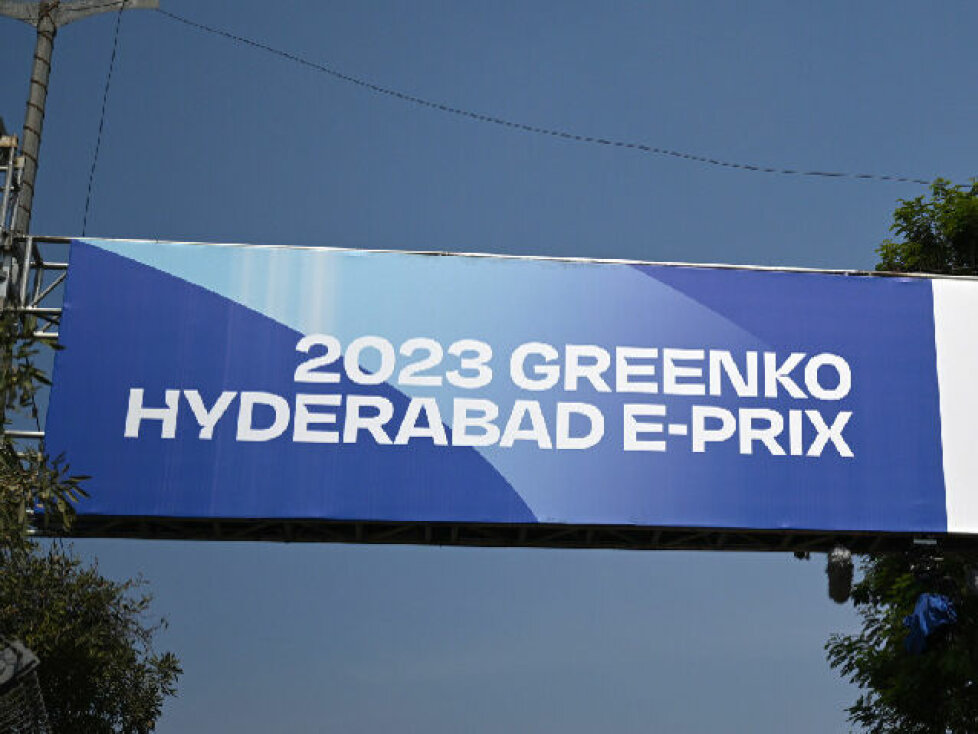 2023 GREENKO
HYDERABAD E-PRIX